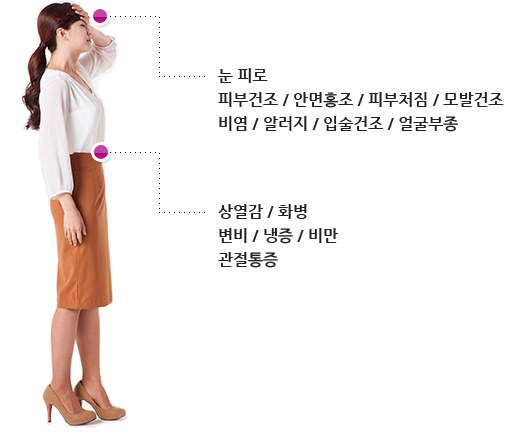 눈 피로
피부건조 / 안면홍조 / 피부처짐 / 모발건조
비염 / 알러지 / 입술건조 / 얼굴부종
상열감 / 화병
변비 / 냉증 / 비만
관절통증